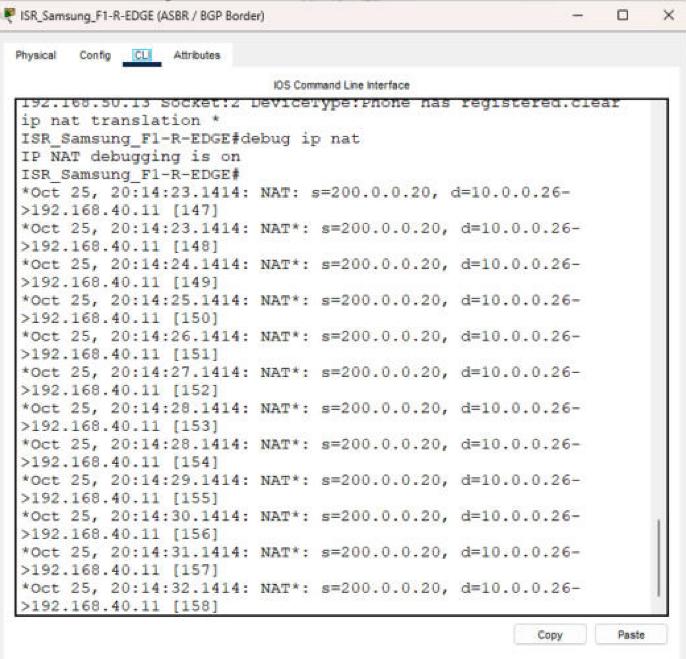 ISR_Samsung_F1-R-EDGE (ASBR / BGP Border)
Physical Config CLI Attributes
IOS Command Line Interface
192.168.50.13 Socket:2 DeviceType:Phone has registered.clear
ip nat translation *
ISR_Samsung_F1-R-EDGE#debug ip nat
IP NAT debugging is on
ISR_Samsung_F1-R-EDGE#
*Oct 25, 20:14:23.1414: NAT: s=200.0.0.20, d=10.0.0.26-
>192.168.40.11 [147]
*Oct 25, 20:14:23.1414: NAT*: s=200.0.0.20, d=10.0.0.26-
>192.168.40.11 [148]
*Oct 25, 20:14:24.1414: NAT*: s=200.0.0.20, d=10.0.0.26-
>192.168.40.11 [149]
*Oct 25, 20:14:25.1414: NAT*: s=200.0.0.20, d=10.0.0.26-
>192.168.40.11 [150]
*Oct 25, 20:14:26.1414: NAT*: s=200.0.0.20, d=10.0.0.26-
>192.168.40.11 [151]
*Oct 25, 20:14:27.1414: NAT*: s=200.0.0.20, d=10.0.0.26-
>192.168.40.11 [152]
*Oct 25, 20:14:28.1414: NAT*: s=200.0.0.20, d=10.0.0.26-
>192.168.40.11 [153]
*Oct 25, 20:14:28.1414: NAT*: s=200.0.0.20, d=10.0.0.26-
>192.168.40.11 [154]
*Oct 25, 20:14:29.1414: NAT*: s=200.0.0.20, d=10.0.0.26-
>192.168.40.11 [155]
*Oct 25, 20:14:30.1414: NAT*: s=200.0.0.20, d=10.0.0.26-
>192.168.40.11 [156]
*Oct 25, 20:14:31.1414: NAT*: s=200.0.0.20, d=10.0.0.26-
>192.168.40.11 [157]
*Oct 25, 20:14:32.1414: NAT*: s=200.0.0.20, d=10.0.0.26-
>192.168.40.11 [158]
Copy Paste